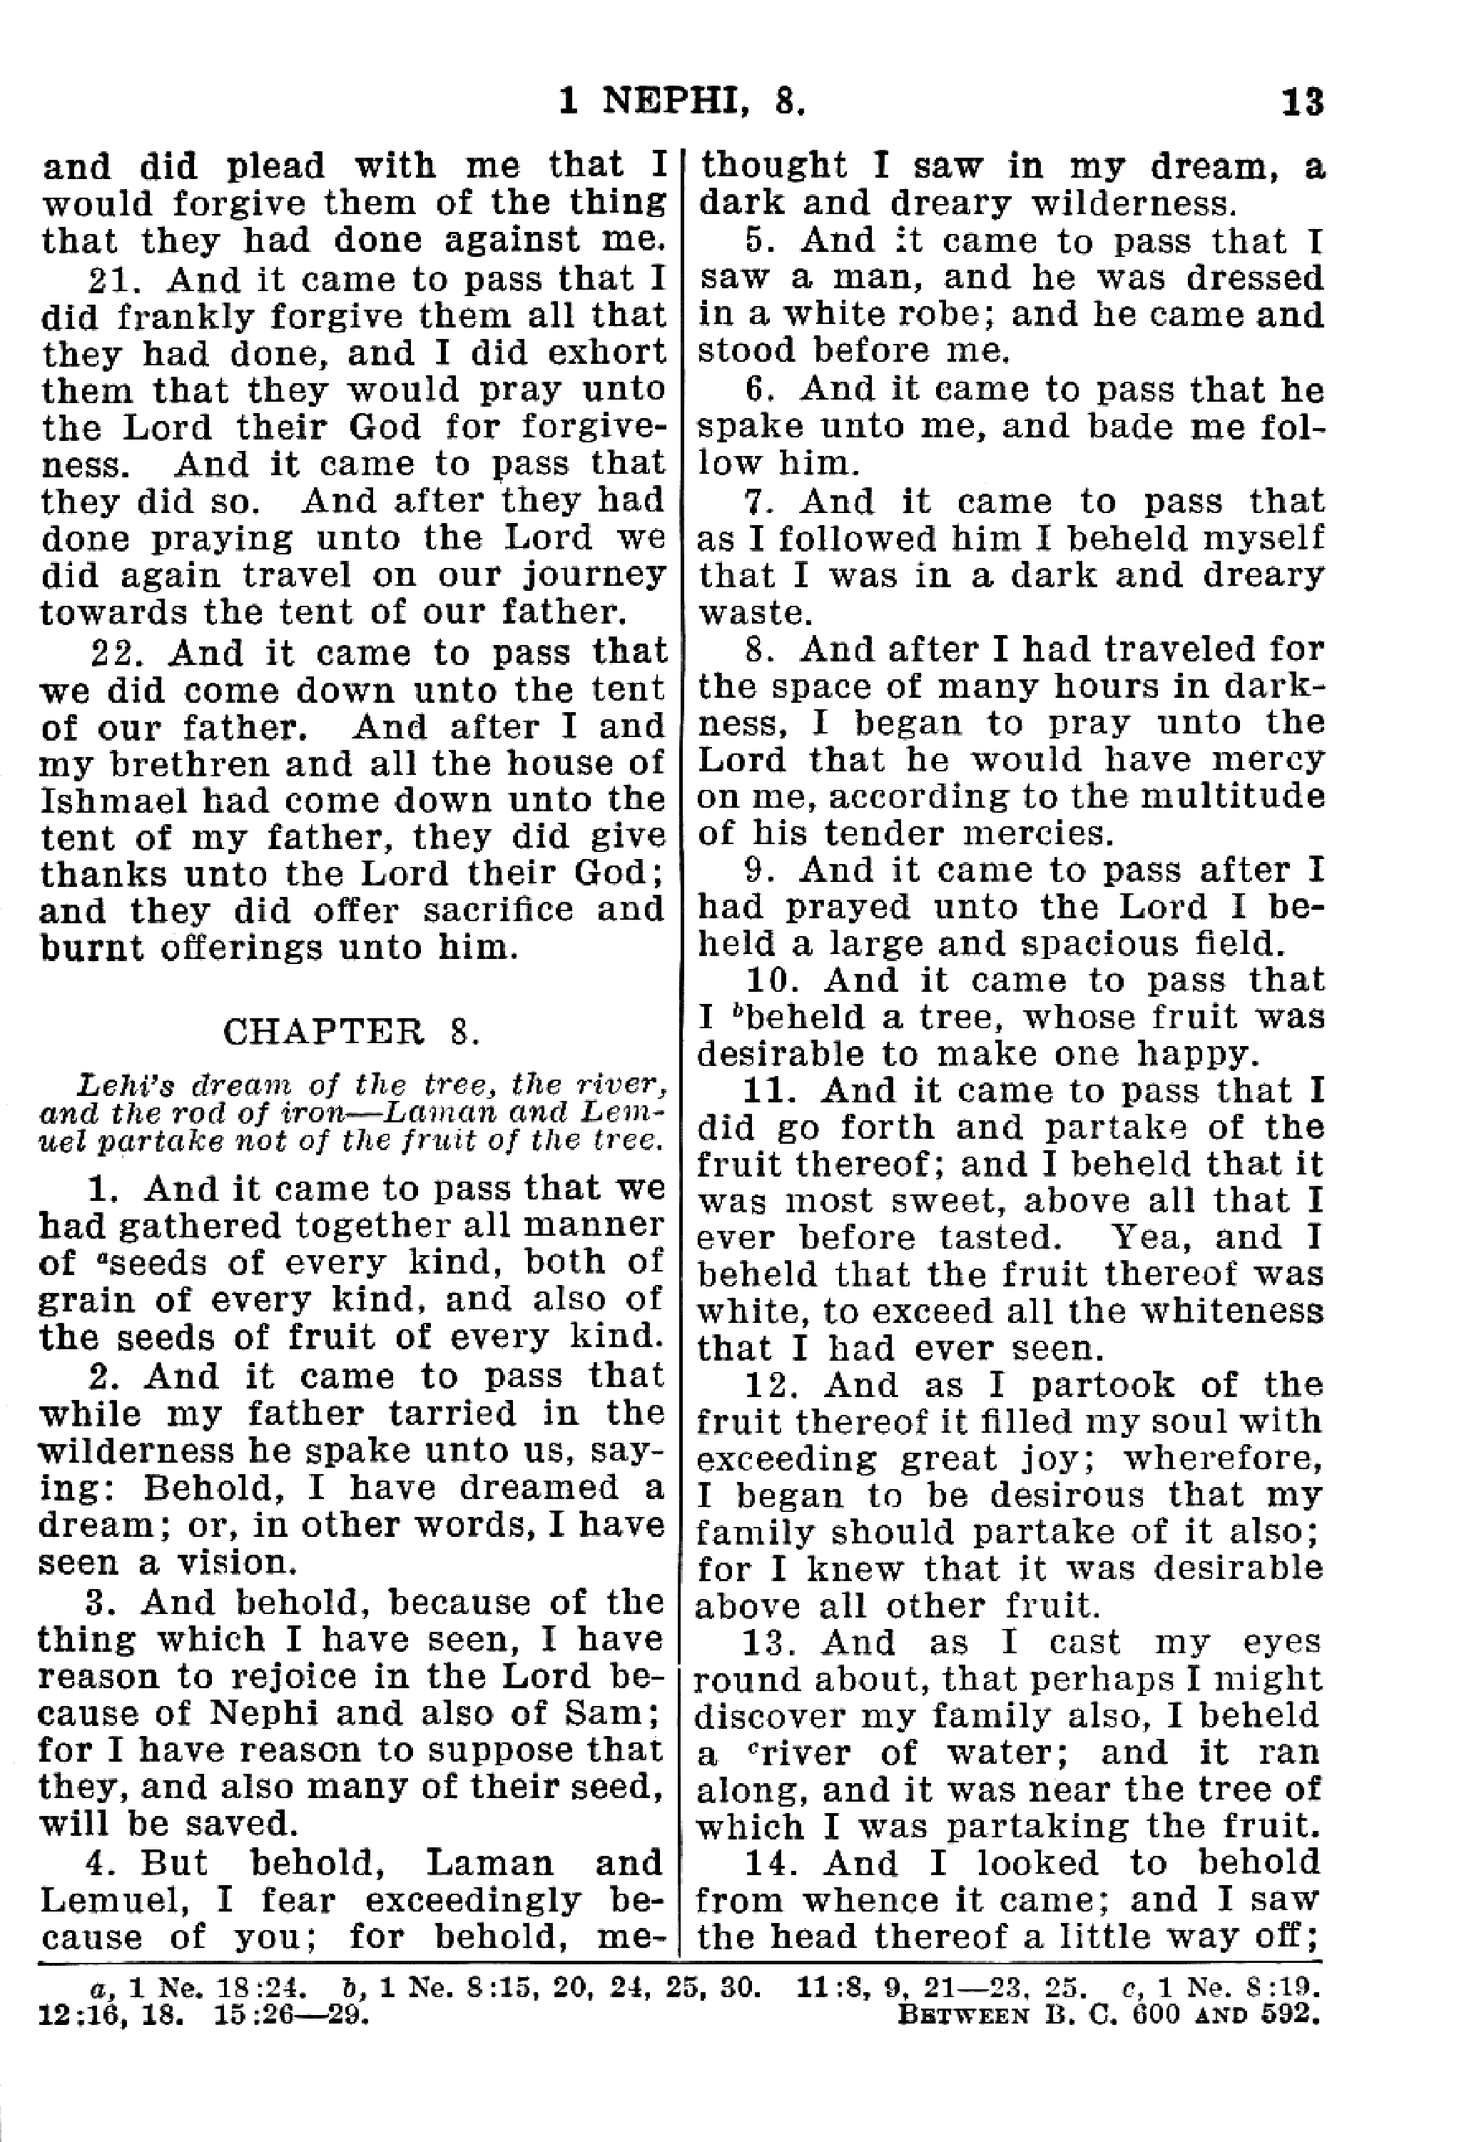 1 NEPHI, 8.
13
and did plead with me that I
would forgive them of the thing
that they had done against me.
21. And it came to pass that I
did frankly forgive them all that
they had done, and I did exhort
them that they would pray unto
the Lord their God for forgive-
ness. And it came to pass that
they did so. And after they had
done praying unto the Lord we
did again travel on our journey
towards the tent of our father.
22. And it came to pass that
we did come down unto the tent
of our father. And after I and
my brethren and all the house of
Ishmael had come down unto the
tent of my father, they did give
thanks unto the Lord their God;
and they did offer sacrifice and
burnt offerings unto him.
CHAPTER 8.
Lehi's dream of the tree, the river,
and the rod of iron—Laman and Lem-
uel partake not of the fruit of the tree.
1. And it came to pass that we
had gathered together all manner
of aseeds of every kind, both of
grain of every kind, and also of
the seeds of fruit of every kind.
2. And it came to pass that
while my father tarried in the
wilderness he spake unto us, say-
ing: Behold, I have dreamed a
dream; or, in other words, I have
seen a vision.
3. And behold, because of the
thing which I have seen, I have
reason to rejoice in the Lord be-
cause of Nephi and also of Sam;
for I have reason to suppose that
they, and also many of their seed,
will be saved.
4. But behold, Laman and
Lemuel, I fear exceedingly be-
cause of you; for behold, me-
thought I saw in my dream, a
dark and dreary wilderness.
5. And it came to pass that I
saw a man, and he was dressed
in a white robe; and he came and
stood before me.
6. And it came to pass that he
spake unto me, and bade me fol-
low him.
7. And it came to pass that
as I followed him I beheld myself
that I was in a dark and dreary
waste.
8. And after I had traveled for
the space of many hours in dark-
ness, I began to pray unto the
Lord that he would have mercy
on me, according to the multitude
of his tender mercies.
9. And it came to pass after I
had prayed unto the Lord I be-
held a large and spacious field.
10. And it came to pass that
I bbeheld a tree, whose fruit was
desirable to make one happy.
11. And it came to pass that I
did go forth and partake of the
fruit thereof; and I beheld that it
was most sweet, above all that I
ever before tasted. Yea, and I
beheld that the fruit thereof was
white, to exceed all the whiteness
that I had ever seen.
12. And as I partook of the
fruit thereof it filled my soul with
exceeding great joy; wherefore,
I began to be desirous that my
family should partake of it also;
for I knew that it was desirable
above all other fruit.
13. And as I cast my eyes
round about, that perhaps I might
discover my family also, I beheld
a criver of water; and it ran
along, and it was near the tree of
which I was partaking the fruit.
14. And I looked to behold
from whence it came; and I saw
the head thereof a little way off;
a, 1 Ne. 18:24. b, 1 Ne. 8:15, 20, 24, 25, 30. 11:8, 9, 21—23, 25. c, 1 Ne. 8:19.
12:16, 18. 15:26—29. BETWEEN B. C. 600 AND 592.